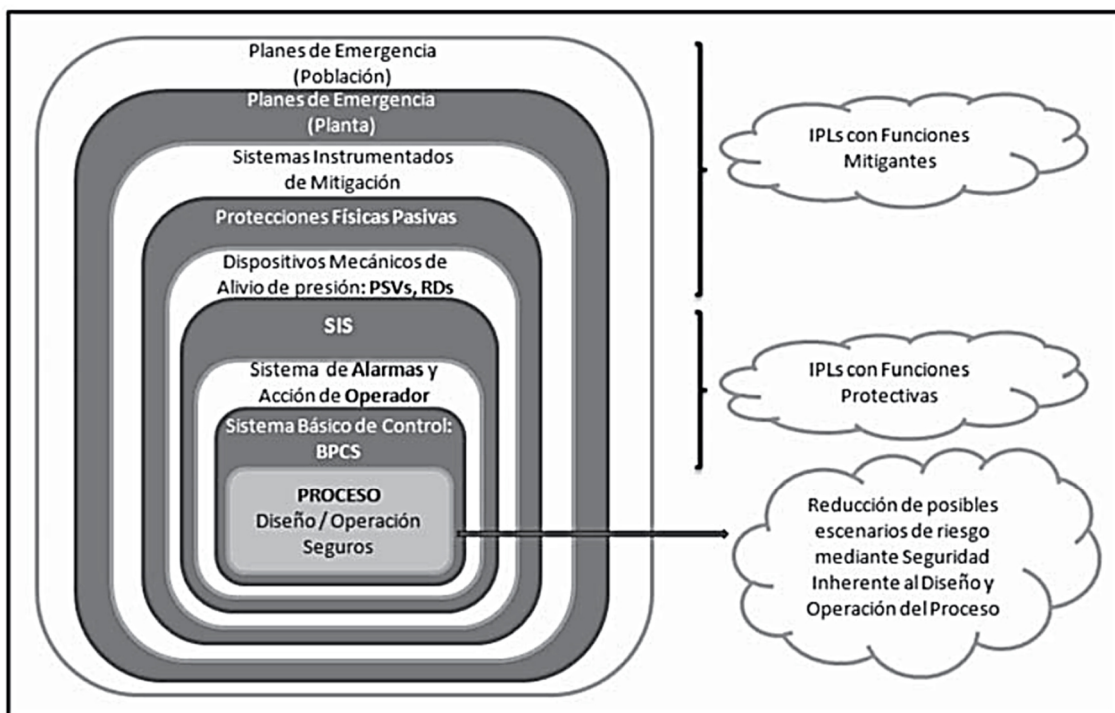 Planes de Emergencia
(Población)
Planes de Emergencia
(Planta)
Sistemas Instrumentados
de Mitigación
Protecciones Físicas Pasivas
Dispositivos Mecánicos de
Alivio de presión: PSVs, RDs
SIS
Sistema de Alarmas y
Acción de Operador
Sistema Básico de Control:
BPCS
PROCESO
Diseño / Operación
Seguros
IPLs con Funciones
Mitigantes
IPLs con Funciones
Protectivas
Reducción de posibles
escenarios de riesgo
mediante Seguridad
Inherente al Diseño y
Operación del Proceso